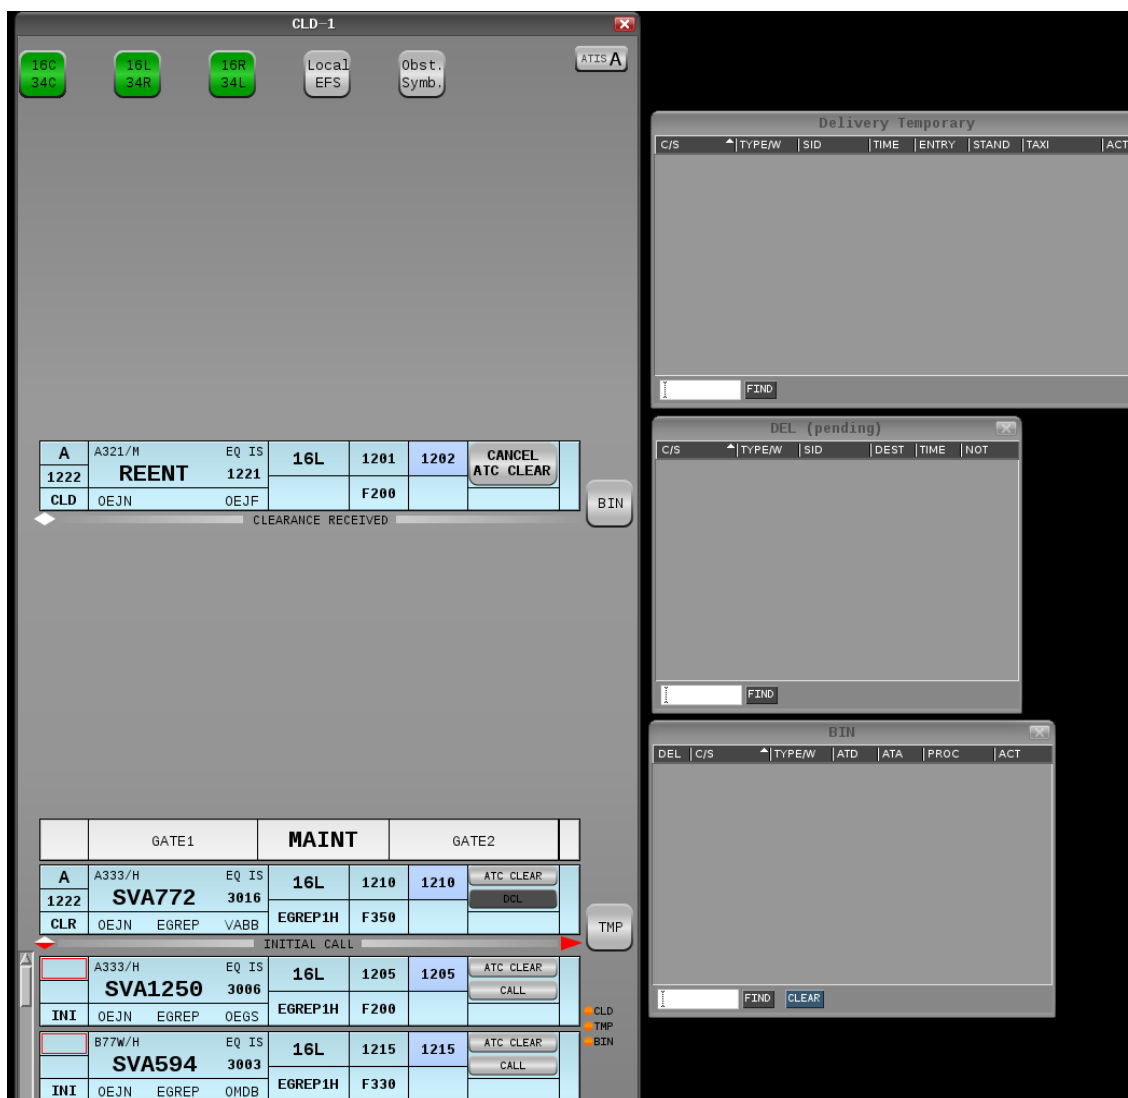 CLD-1
16C
34C
16L
34R
16R
34L
Local
EFS
Obst.
Symb.
ATIS A
A
1222
CLD
A321/M EQ IS
REENT 1221
OEJN OEJF
16L
1201
F200
1202
CANCEL
ATC CLEAR
BIN
CLEARANCE RECEIVED
GATE1 MAINT GATE2
A
1222
CLR
A333/H EQ IS
SVA772 3016
OEJN EGREP VABB
16L
EGREP1H
1210
F350
1210
ATC CLEAR
DCL
TMP
INITIAL CALL
INI
A333/H EQ IS
SVA1250 3006
OEJN EGREP OEGS
16L
EGREP1H
1205
F200
1205
ATC CLEAR
CALL
CLD
TMP
BIN
INI
B77W/H EQ IS
SVA594 3003
OEJN EGREP OMDB
16L
EGREP1H
1215
F330
1215
ATC CLEAR
CALL
Delivery Temporary
C/S TYPE/W SID TIME ENTRY STAND TAXI ACT
FIND
DEL (pending)
C/S TYPE/W SID DEST TIME NOT
FIND
BIN
DEL C/S TYPE/W ATD ATA PROC ACT
FIND CLEAR